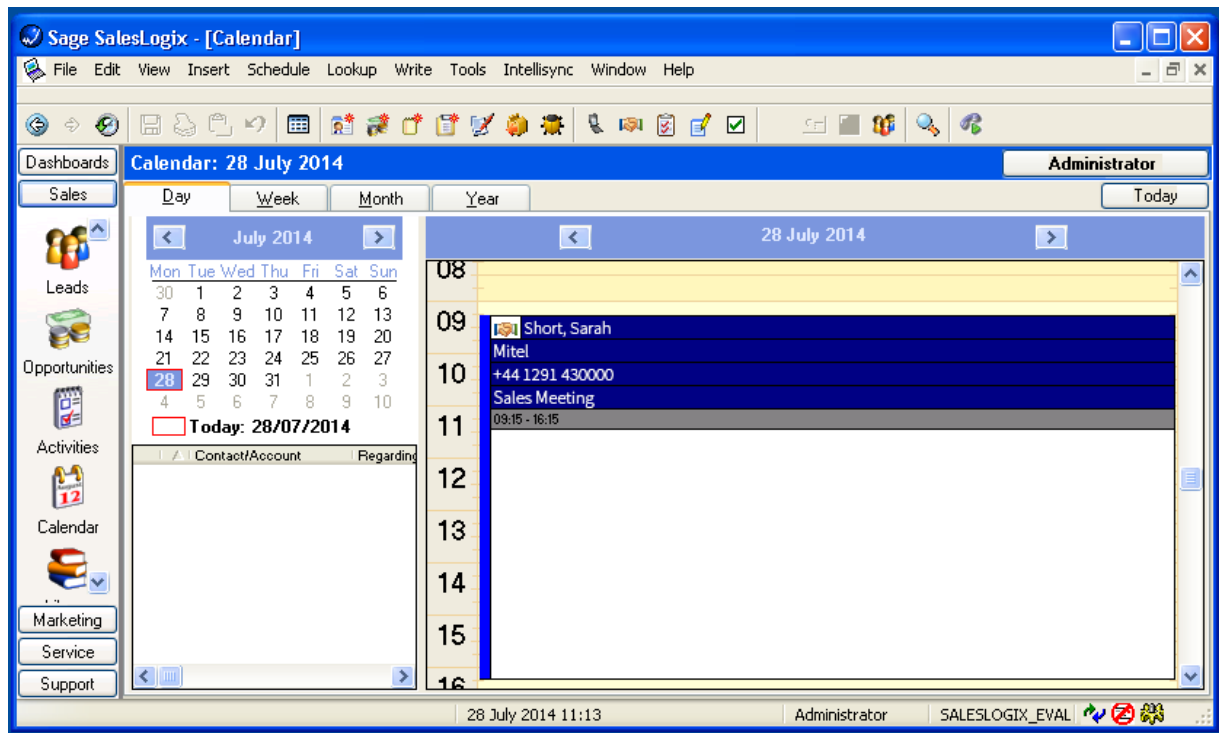 Sage SalesLogix - [Calendar]
File Edit View Insert Schedule Lookup Write Tools Intellisync Window Help
Dashboards
Calendar: 28 July 2014
Administrator
Sales
Day Week Month Year
Today
July 2014
28 July 2014
Mon Tue Wed Thu Fri Sat Sun
30 1 2 3 4 5 6
7 8 9 10 11 12 13
14 15 16 17 18 19 20
21 22 23 24 25 26 27
28 29 30 31 1 2 3
4 5 6 7 8 9 10
Today: 28/07/2014
Contact/Account Regarding
Leads
Opportunities
Activities
August
12
Calendar
Marketing
Service
Support
08
09
10
11
12
13
14
15
16
Short, Sarah
Mitel
+44 1291 430000
Sales Meeting
09:15 - 16:15
28 July 2014 11:13
Administrator
SALESLOGIX_EVAL